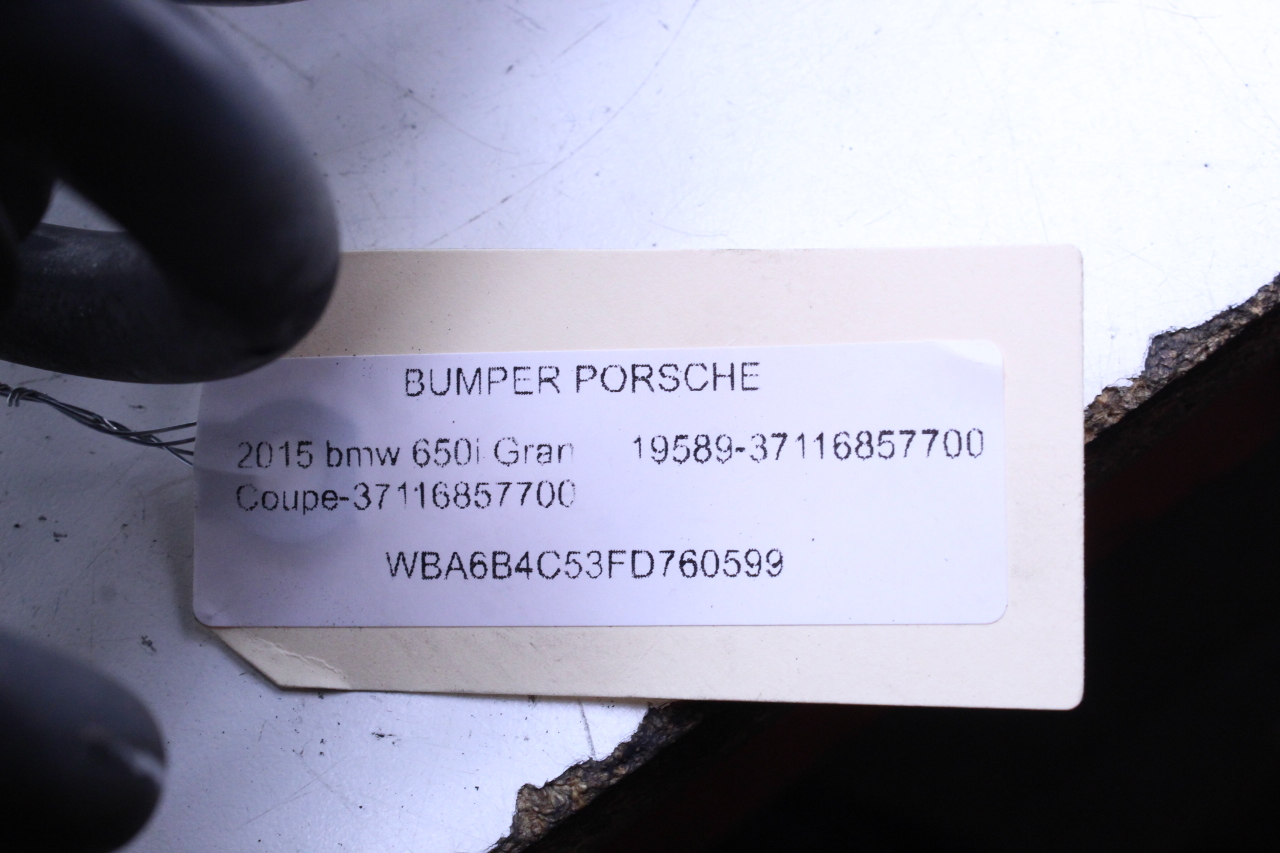 BUMPER PORSCHE
2015 bmw 650i Gran 19589-37116857700
Coupe-37116857700
WBA6B4C53FD760599